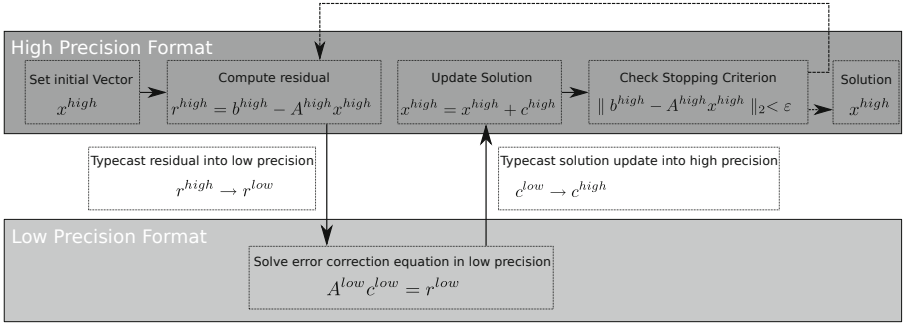 High Precision Format
Set initial Vector
x^{high}
Compute residual
r^{high} = b^{high} − A^{high}x^{high}
Update Solution
x^{high} = x^{high} + c^{high}
Check Stopping Criterion
∥ b^{high} − A^{high}x^{high} ∥_2 < ε
Solution
x^{high}
Typecast residual into low precision
r^{high} → r^{low}
Typecast solution update into high precision
c^{low} → c^{high}
Low Precision Format
Solve error correction equation in low precision
A^{low}c^{low} = r^{low}